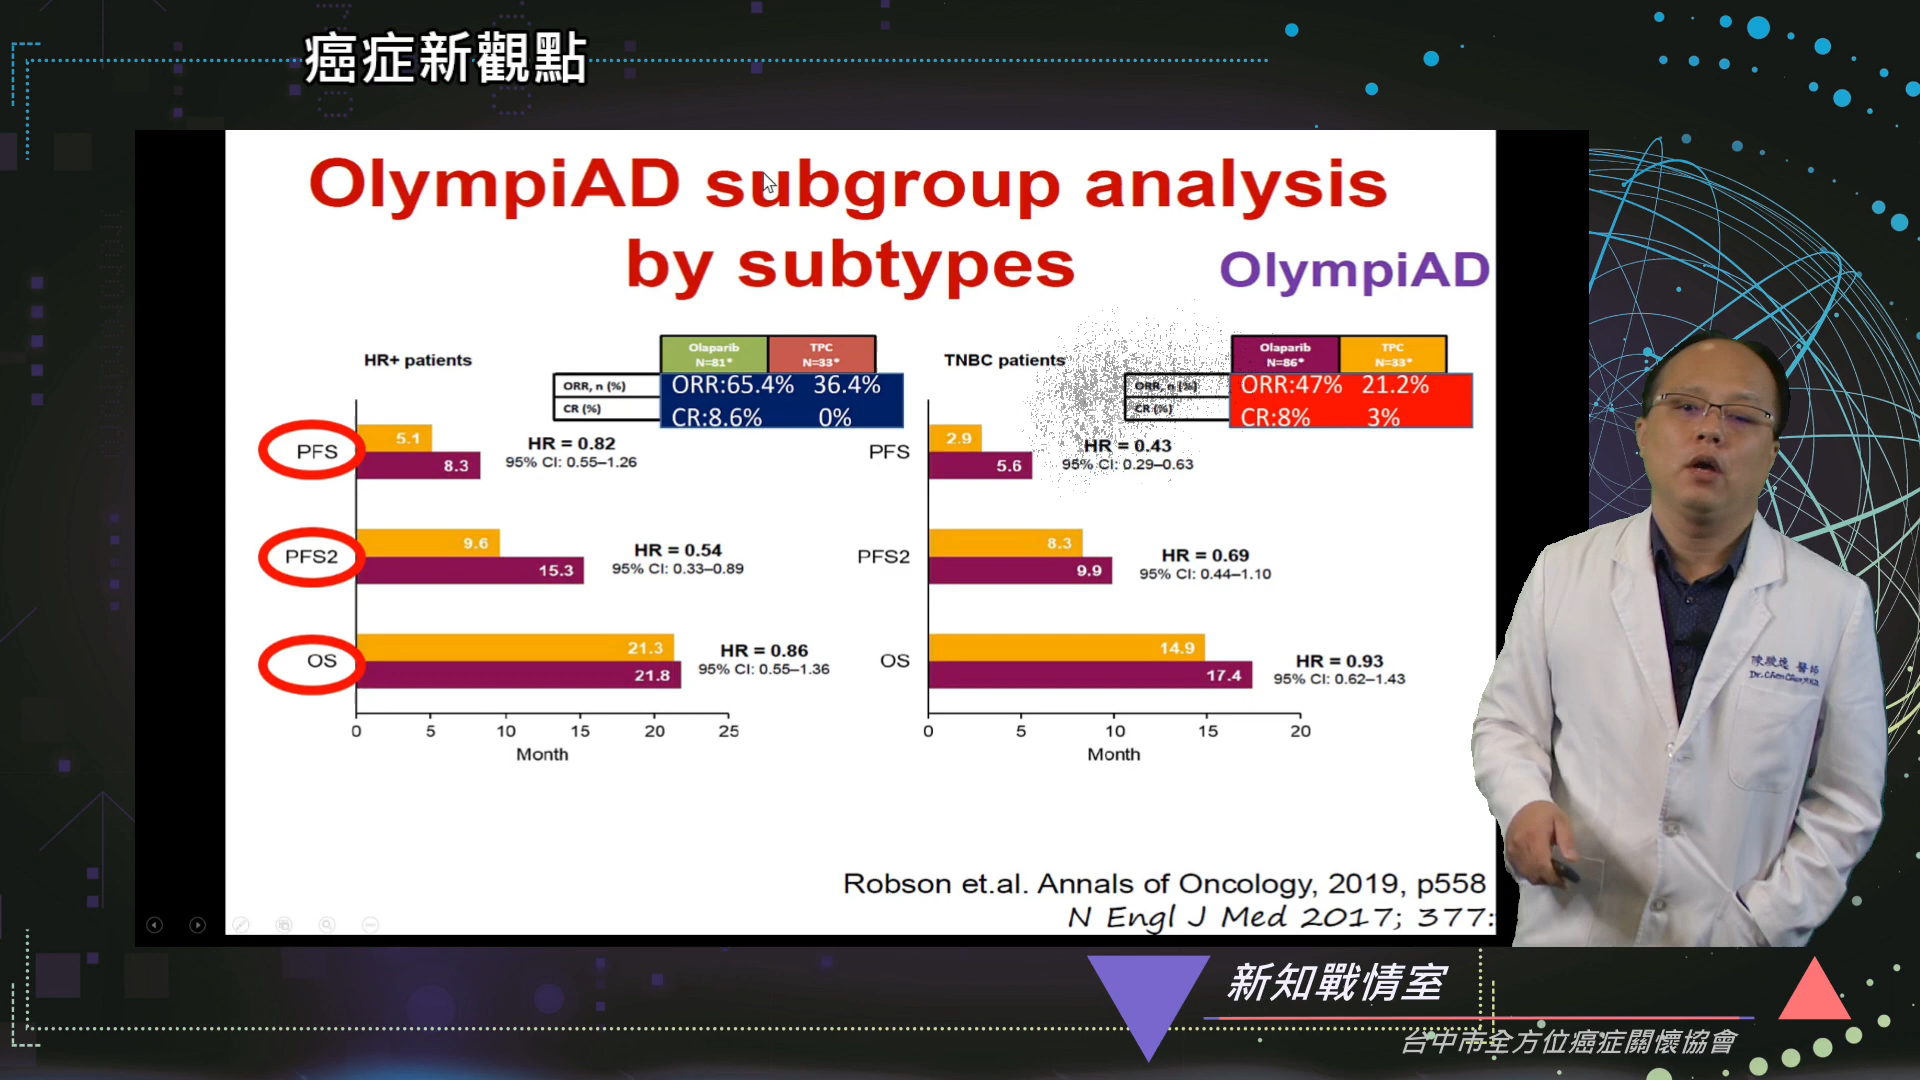 癌症新觀點
OlympiAD subgroup analysis
by subtypes
OlympiAD
HR+ patients
Olaparib
N=81*
TPC
N=33*
ORR, n (%)
ORR:65.4% 36.4%
CR (%)
CR:8.6% 0%
PFS
5.1
8.3
HR = 0.82
95% CI: 0.55–1.26
PFS2
9.6
15.3
HR = 0.54
95% CI: 0.33–0.89
OS
21.3
21.8
HR = 0.86
95% CI: 0.55–1.36
0 5 10 15 20 25
Month
TNBC patients
Olaparib
N=86*
TPC
N=33*
ORR, n (%)
ORR:47% 21.2%
CR (%)
CR:8% 3%
PFS
2.9
5.6
HR = 0.43
95% CI: 0.29–0.63
PFS2
8.3
9.9
HR = 0.69
95% CI: 0.44–1.10
OS
14.9
17.4
HR = 0.93
95% CI: 0.62–1.43
0 5 10 15 20
Month
Robson et.al. Annals of Oncology, 2019, p558
N Engl J Med 2017; 377:
陳駿逸 醫師
新知戰情室
台中市全方位癌症關懷協會